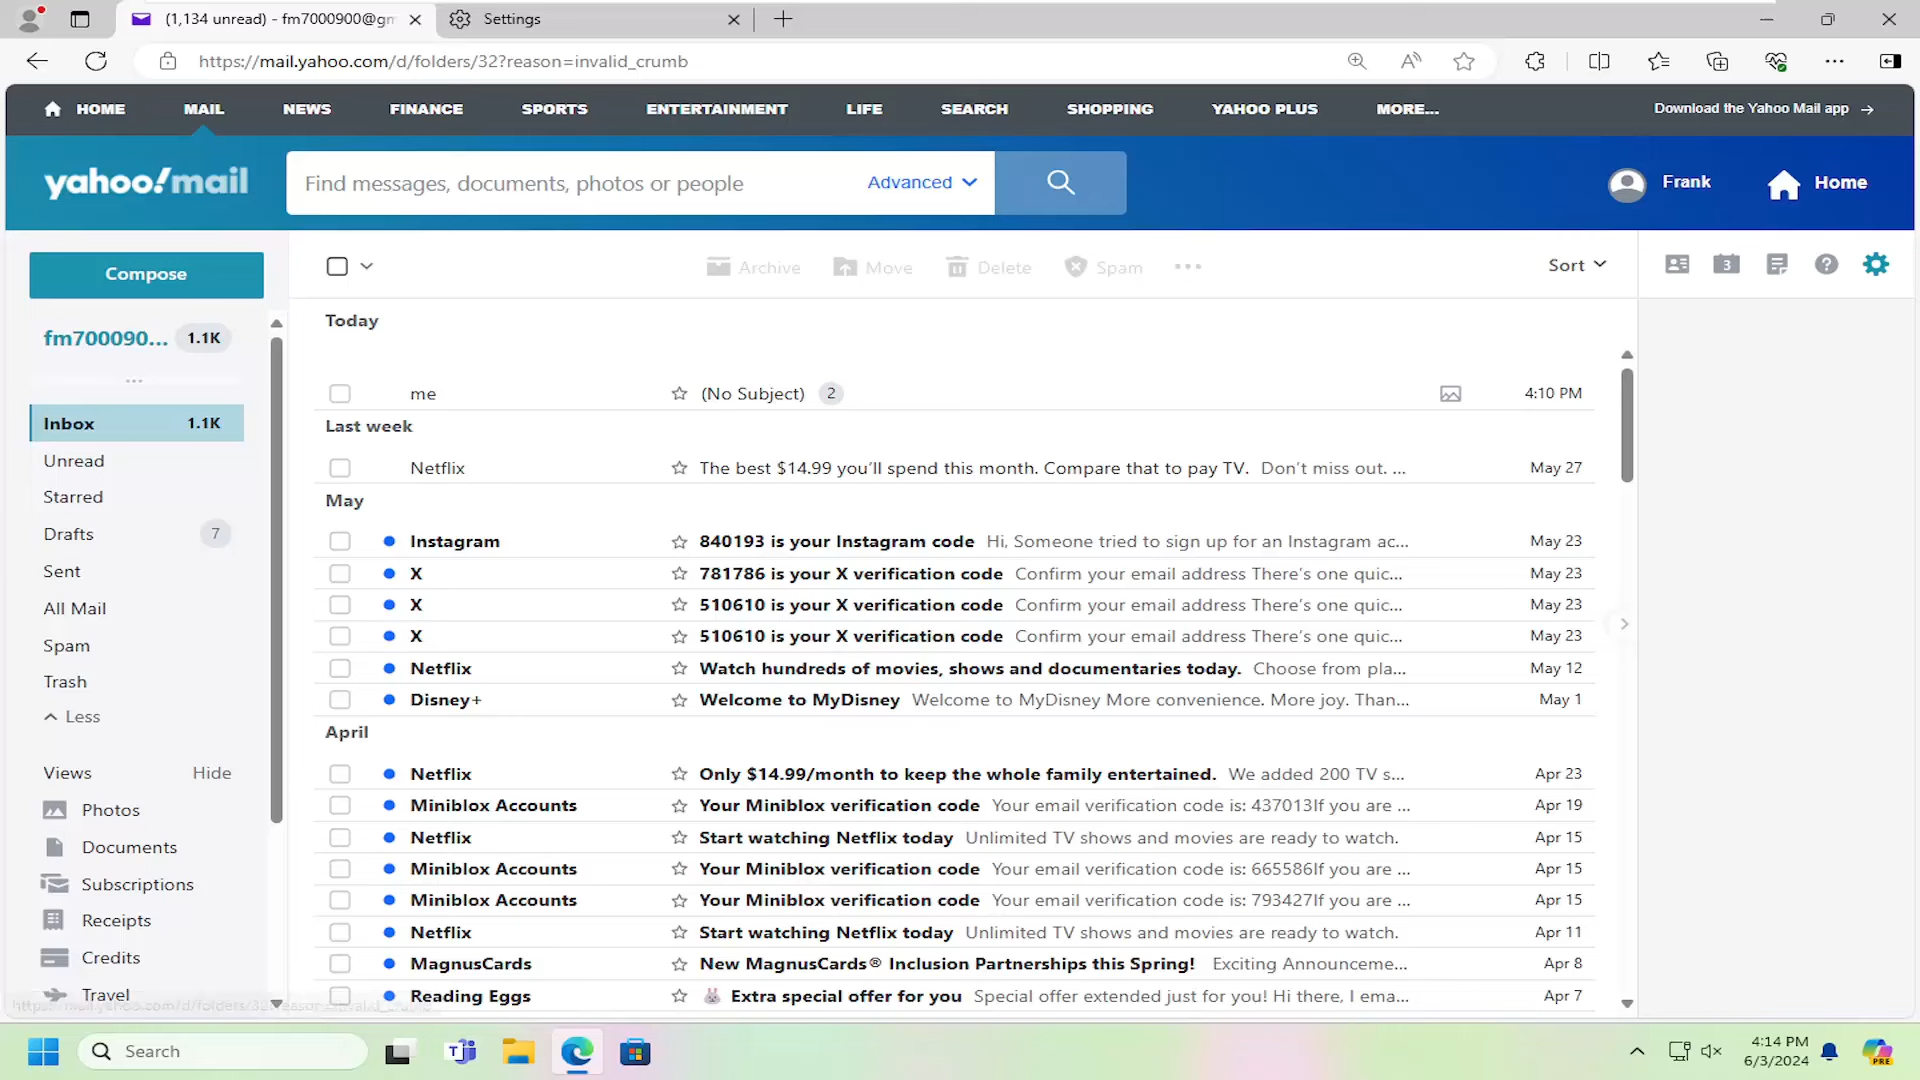 (1,134 unread) - fm7000900@gm
Settings
https://mail.yahoo.com/d/folders/32?reason=invalid_crumb
HOME MAIL NEWS FINANCE SPORTS ENTERTAINMENT LIFE SEARCH SHOPPING YAHOO PLUS MORE... Download the Yahoo Mail app →
yahoo!mail
Find messages, documents, photos or people
Advanced
Frank
Home
Compose
Archive Move Delete Spam
Sort
3
fm700090... 1.1K
Inbox 1.1K
Unread
Starred
Drafts 7
Sent
All Mail
Spam
Trash
Less
Views Hide
Photos
Documents
Subscriptions
Receipts
Credits
Travel
https://mail.yahoo.com/d/folders/32?reason=invalid_crumb
Today
me (No Subject) 2 4:10 PM
Last week
Netflix The best $14.99 you'll spend this month. Compare that to pay TV. Don't miss out. ... May 27
May
Instagram 840193 is your Instagram code Hi, Someone tried to sign up for an Instagram ac... May 23
X 781786 is your X verification code Confirm your email address There's one quic... May 23
X 510610 is your X verification code Confirm your email address There's one quic... May 23
X 510610 is your X verification code Confirm your email address There's one quic... May 23
Netflix Watch hundreds of movies, shows and documentaries today. Choose from pla... May 12
Disney+ Welcome to MyDisney Welcome to MyDisney More convenience. More joy. Than... May 1
April
Netflix Only $14.99/month to keep the whole family entertained. We added 200 TV s... Apr 23
Miniblox Accounts Your Miniblox verification code Your email verification code is: 437013If you are ... Apr 19
Netflix Start watching Netflix today Unlimited TV shows and movies are ready to watch. Apr 15
Miniblox Accounts Your Miniblox verification code Your email verification code is: 665586If you are ... Apr 15
Miniblox Accounts Your Miniblox verification code Your email verification code is: 793427If you are ... Apr 15
Netflix Start watching Netflix today Unlimited TV shows and movies are ready to watch. Apr 11
MagnusCards New MagnusCards® Inclusion Partnerships this Spring! Exciting Announceme... Apr 8
Reading Eggs 🐰 Extra special offer for you Special offer extended just for you! Hi there, I ema... Apr 7
Search
4:14 PM
6/3/2024
PRE